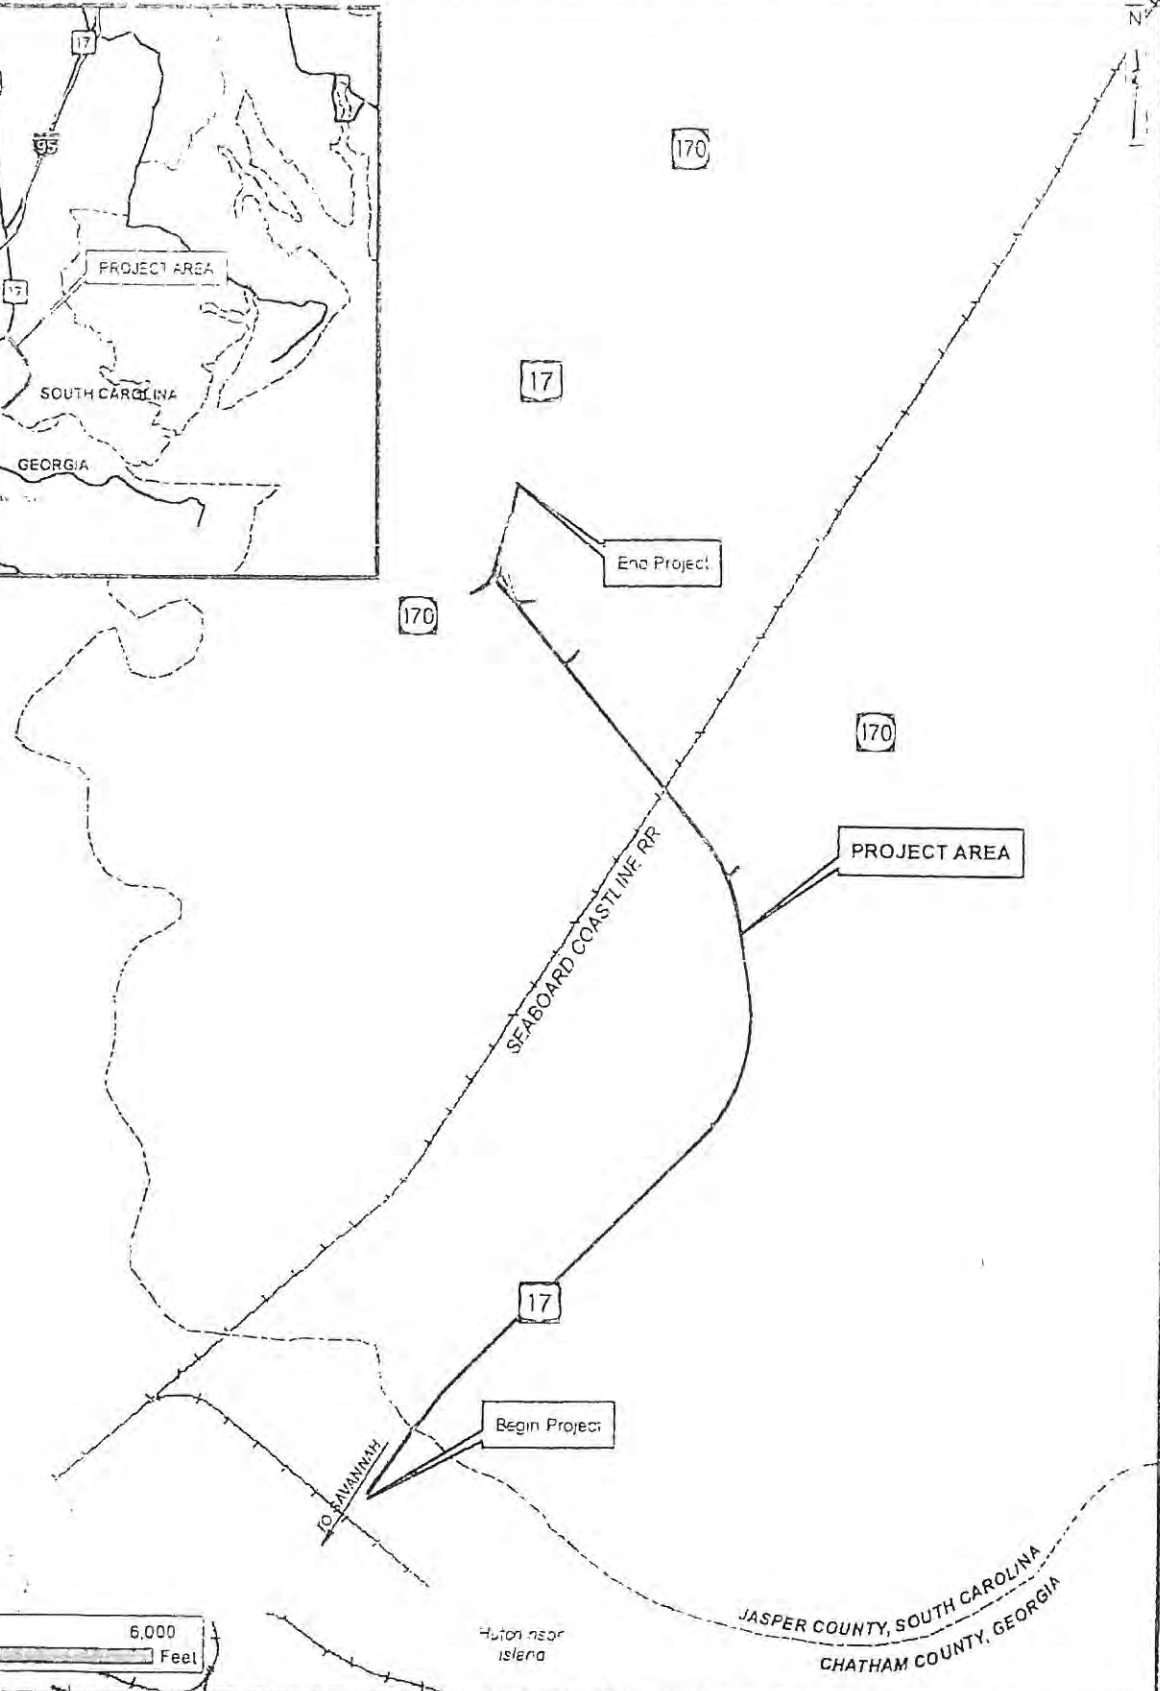 N
17
95
PROJECT AREA
17
SOUTH CAROLINA
GEORGIA
170
17
End Project
170
170
PROJECT AREA
SEABOARD COASTLINE RR
17
Begin Project
TO SAVANNAH
JASPER COUNTY, SOUTH CAROLINA
CHATHAM COUNTY, GEORGIA
6,000
Feet
Island